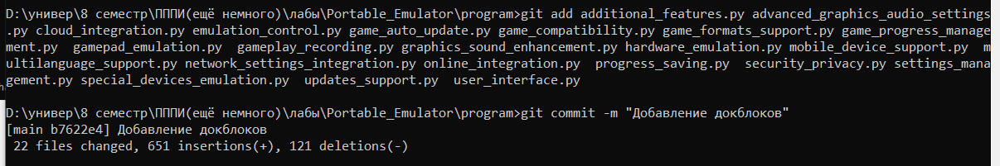 D:\универ\8 семестр\ПППИ(ещё немного)\лабы\Portable_Emulator\program>git add additional_features.py advanced_graphics_audio_settings
.py cloud_integration.py emulation_control.py game_auto_update.py game_compatibility.py game_formats_support.py game_progress_manage
ment.py  gamepad_emulation.py  gameplay_recording.py graphics_sound_enhancement.py hardware_emulation.py mobile_device_support.py  m
ultilanguage_support.py network_settings_integration.py online_integration.py  progress_saving.py  security_privacy.py settings_mana
gement.py special_devices_emulation.py  updates_support.py  user_interface.py
D:\универ\8 семестр\ПППИ(ещё немного)\лабы\Portable_Emulator\program>git commit -m "Добавление докблоков"
[main b7622e4] Добавление докблоков
 22 files changed, 651 insertions(+), 121 deletions(-)